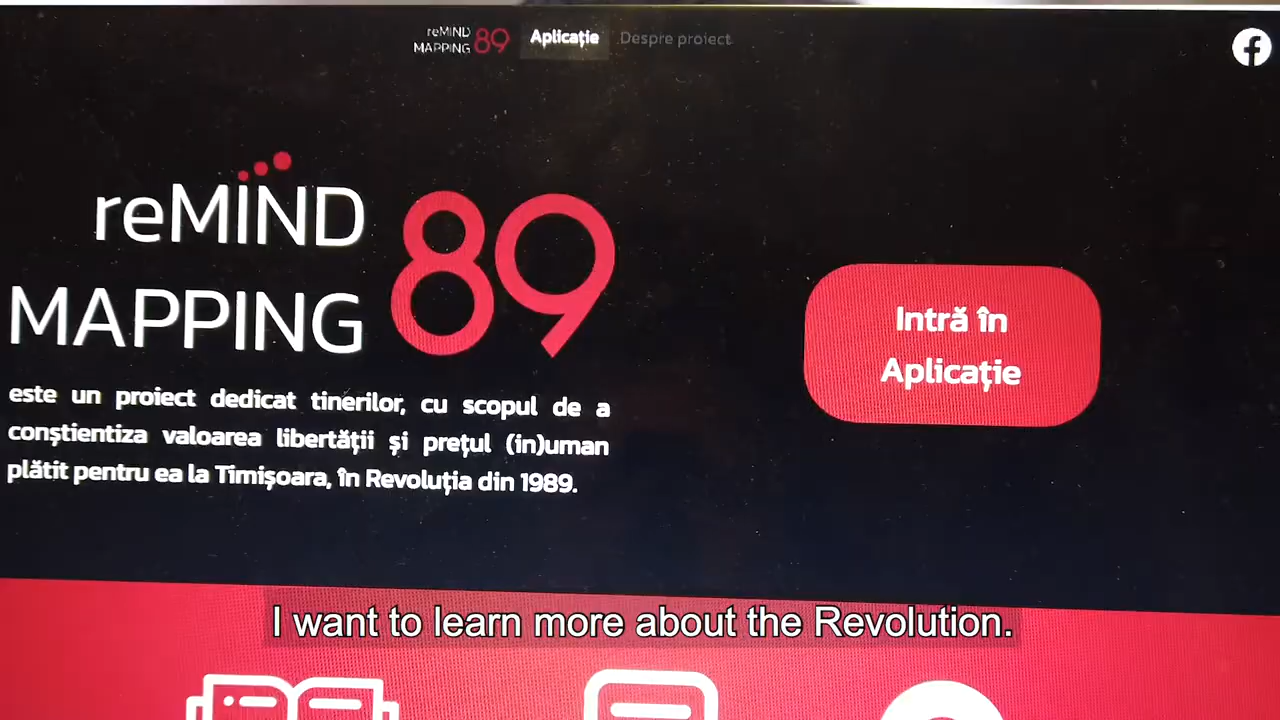 reMIND
MAPPING 89
Aplicație
Despre proiect
reMIND
MAPPING 89
este un proiect dedicat tinerilor, cu scopul de a
conștientiza valoarea libertății și prețul (in)uman
plătit pentru ea la Timișoara, în Revoluția din 1989.
Intră în
Aplicație
I want to learn more about the Revolution.